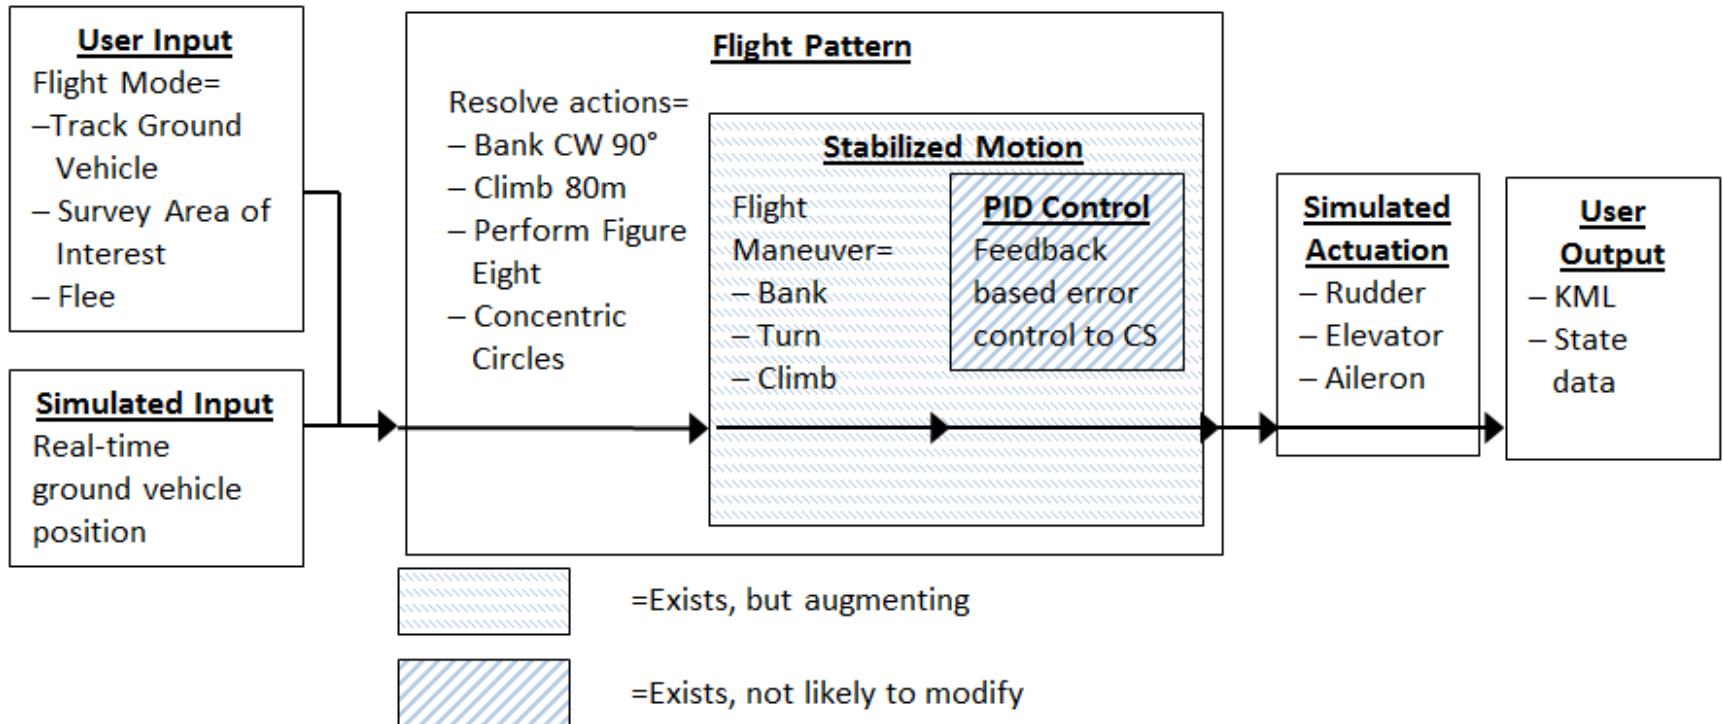 User Input
Flight Mode=
–Track Ground
Vehicle
– Survey Area of
Interest
– Flee
Simulated Input
Real-time
ground vehicle
position
Flight Pattern
Resolve actions=
– Bank CW 90°
– Climb 80m
– Perform Figure
Eight
– Concentric
Circles
Stabilized Motion
Flight
Maneuver=
– Bank
– Turn
– Climb
PID Control
Feedback
based error
control to CS
Simulated
Actuation
– Rudder
– Elevator
– Aileron
User
Output
– KML
– State
data
=Exists, but augmenting
=Exists, not likely to modify